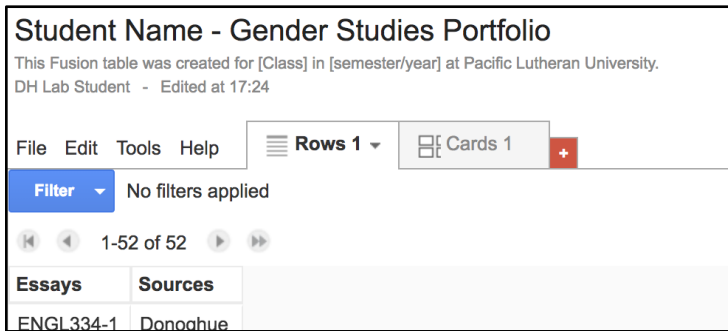 Student Name - Gender Studies Portfolio
This Fusion table was created for [Class] in [semester/year] at Pacific Lutheran University.
DH Lab Student - Edited at 17:24
File Edit Tools Help Rows 1 Cards 1 +
Filter No filters applied
1-52 of 52
Essays Sources
ENGL334-1 Donoghue